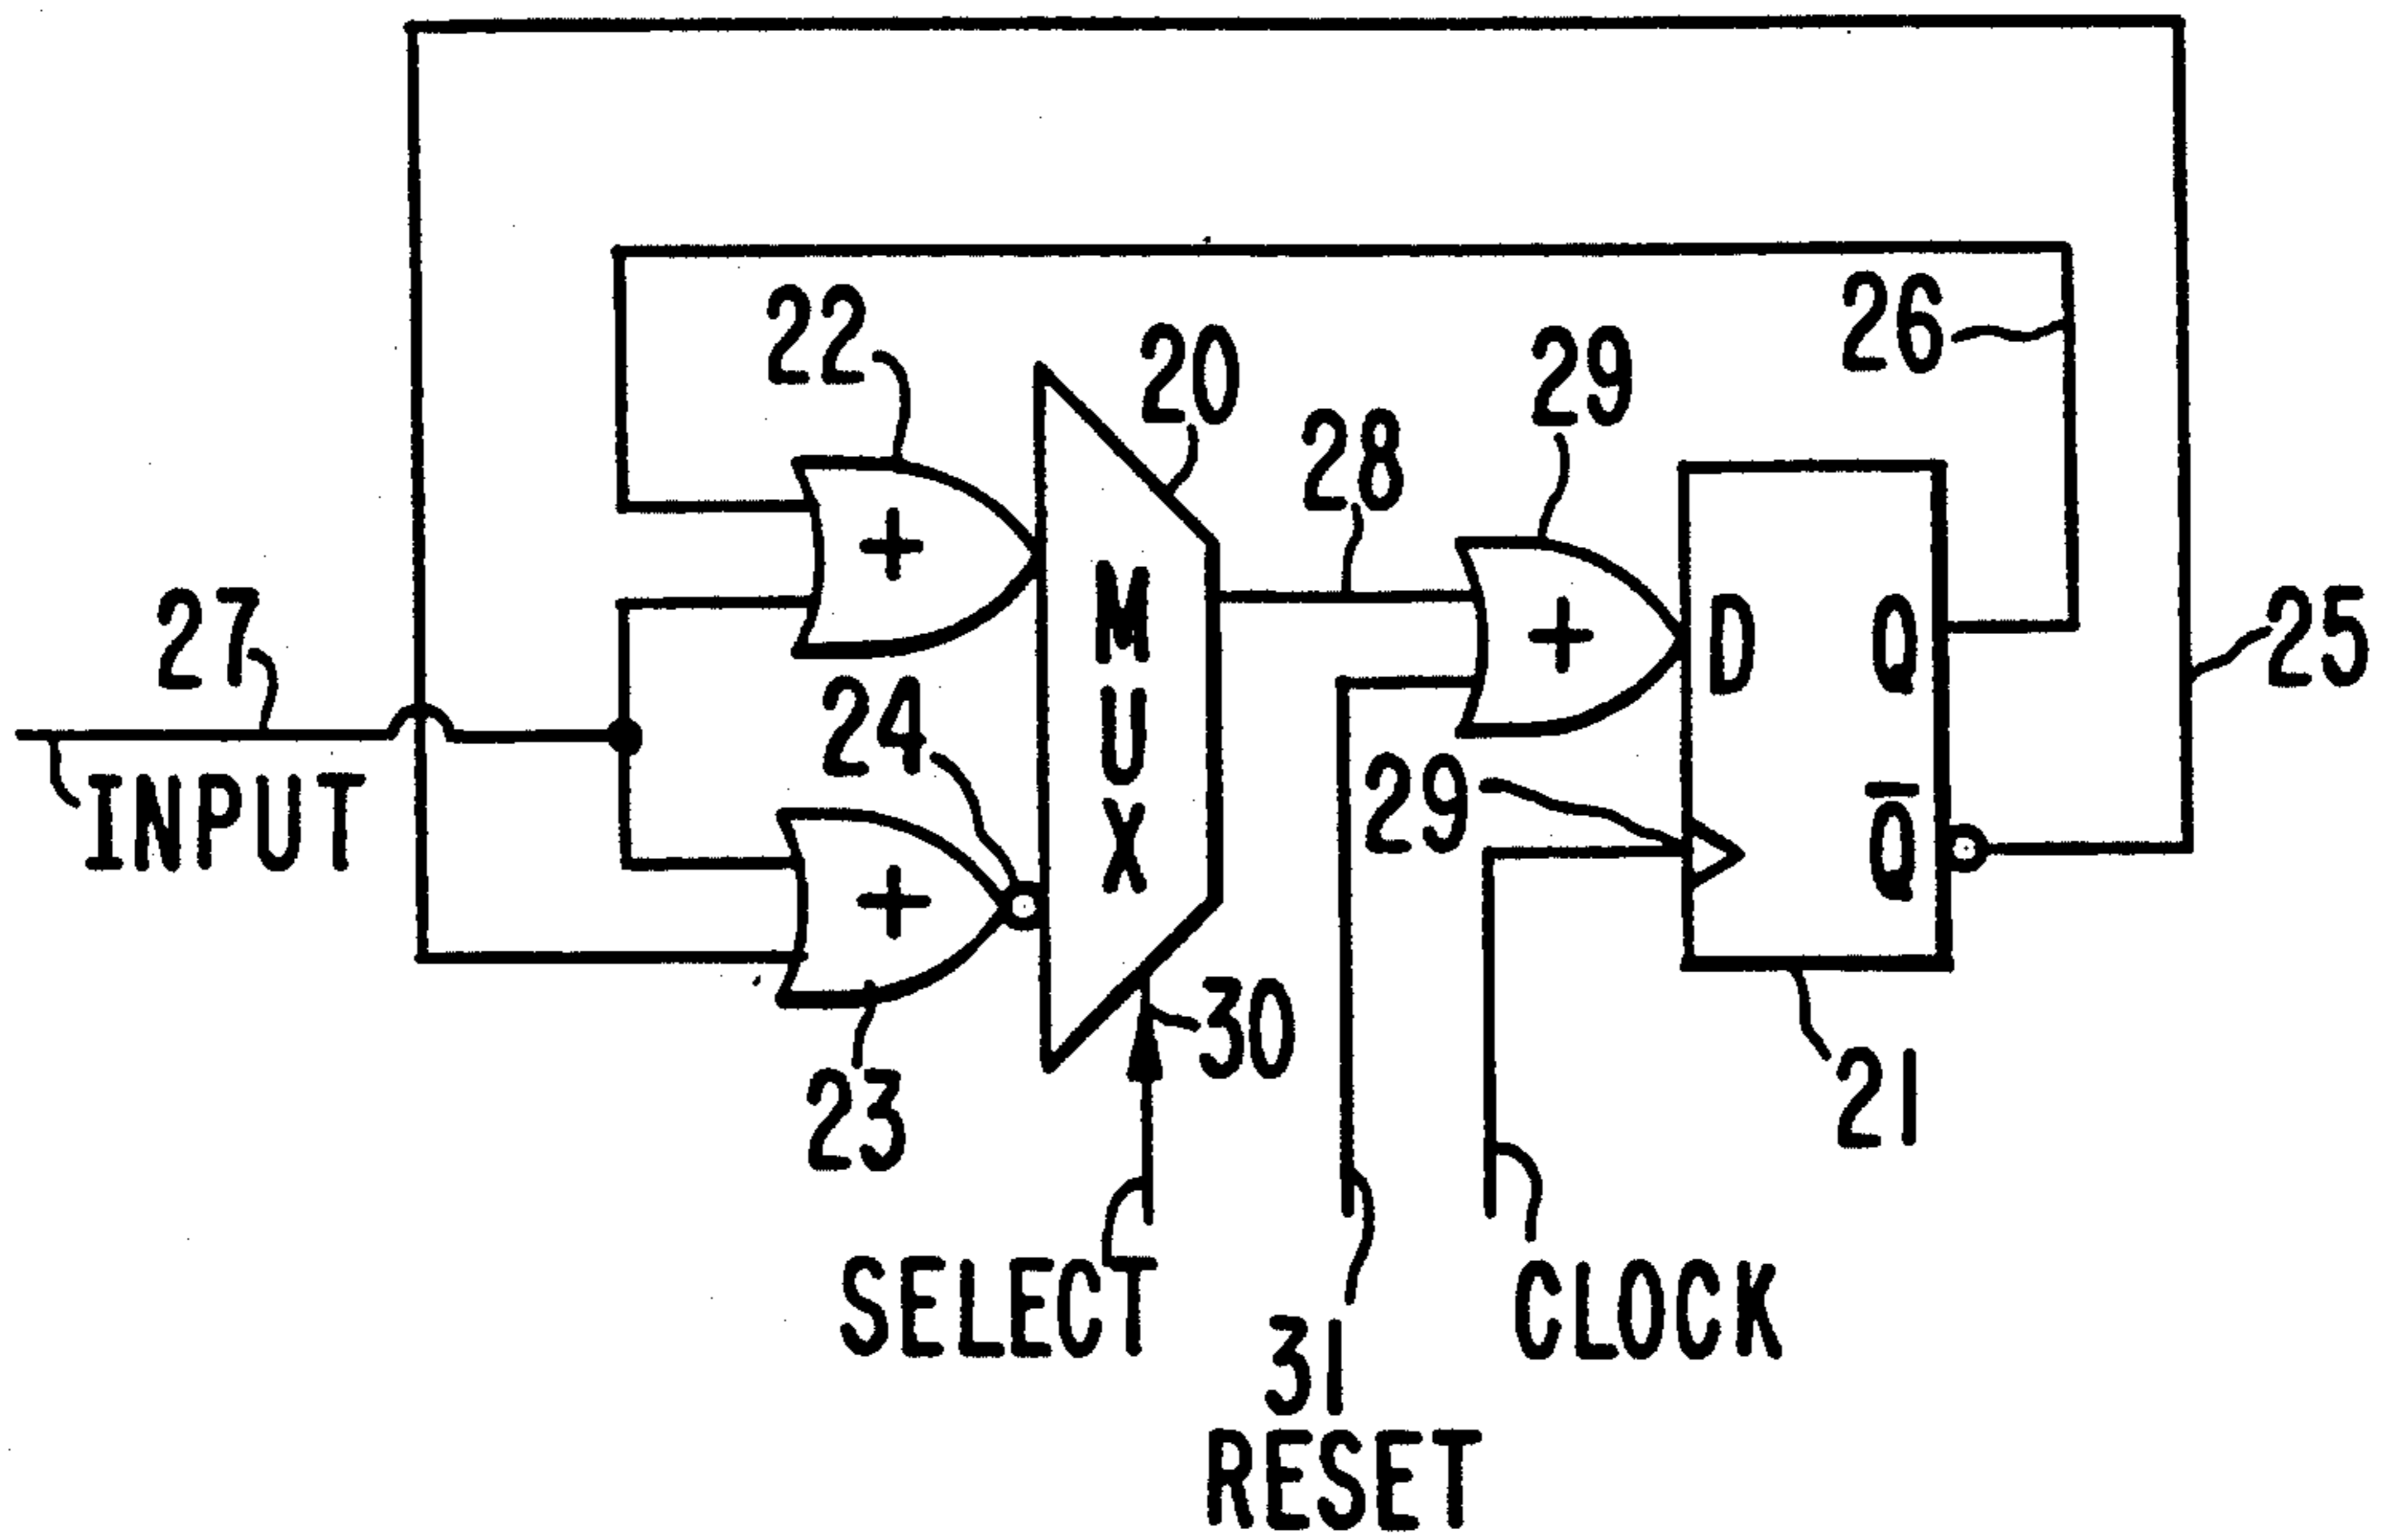 22
20
26
29
28
+
27
M
U
X
+
D
Q
25
24
INPUT
29
Q̅
+
30
23
21
SELECT
CLOCK
31
RESET